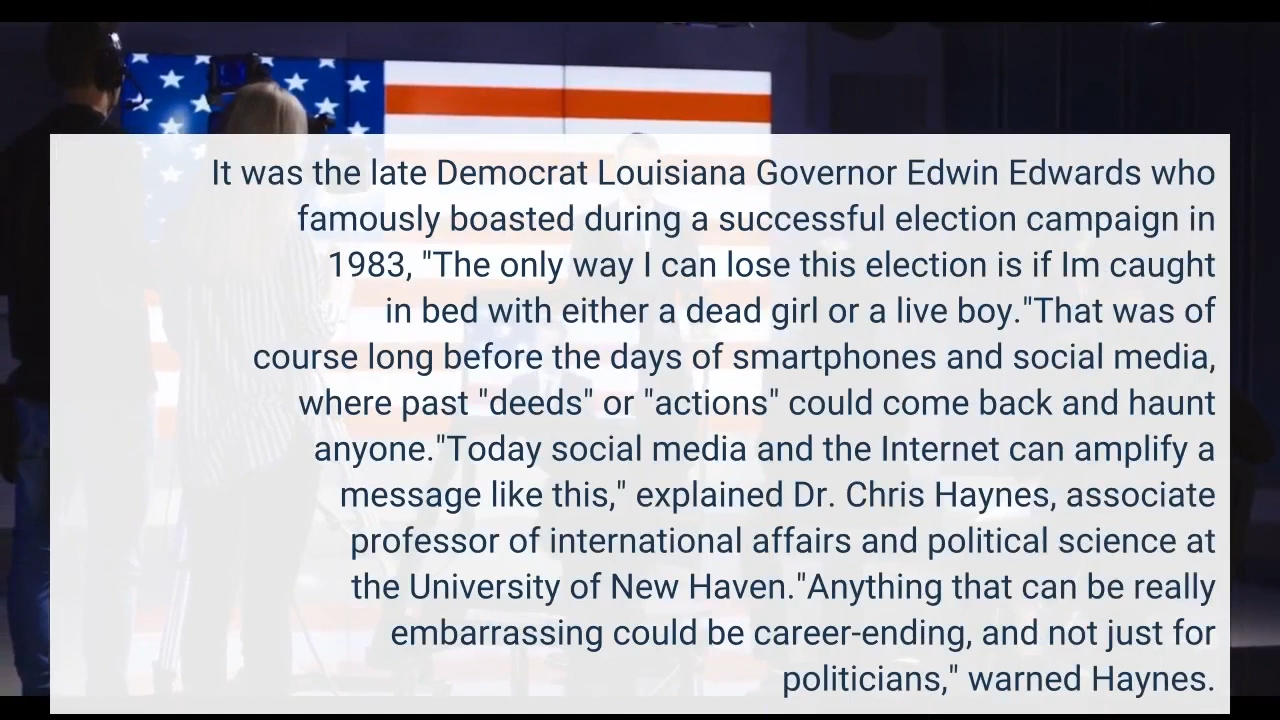 It was the late Democrat Louisiana Governor Edwin Edwards who
famously boasted during a successful election campaign in
1983, "The only way I can lose this election is if Im caught
in bed with either a dead girl or a live boy."That was of
course long before the days of smartphones and social media,
where past "deeds" or "actions" could come back and haunt
anyone."Today social media and the Internet can amplify a
message like this," explained Dr. Chris Haynes, associate
professor of international affairs and political science at
the University of New Haven."Anything that can be really
embarrassing could be career-ending, and not just for
politicians," warned Haynes.